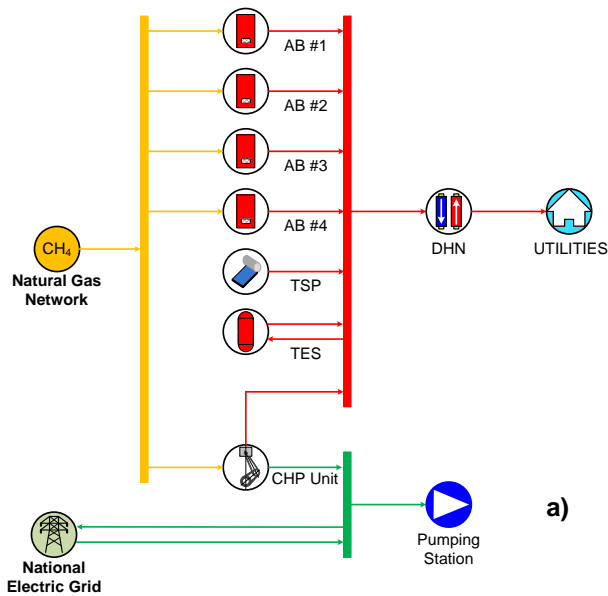 AB #1
AB #2
AB #3
AB #4
CH₄
Natural Gas
Network
TSP
TES
DHN
UTILITIES
CHP Unit
a)
Pumping
Station
National
Electric Grid